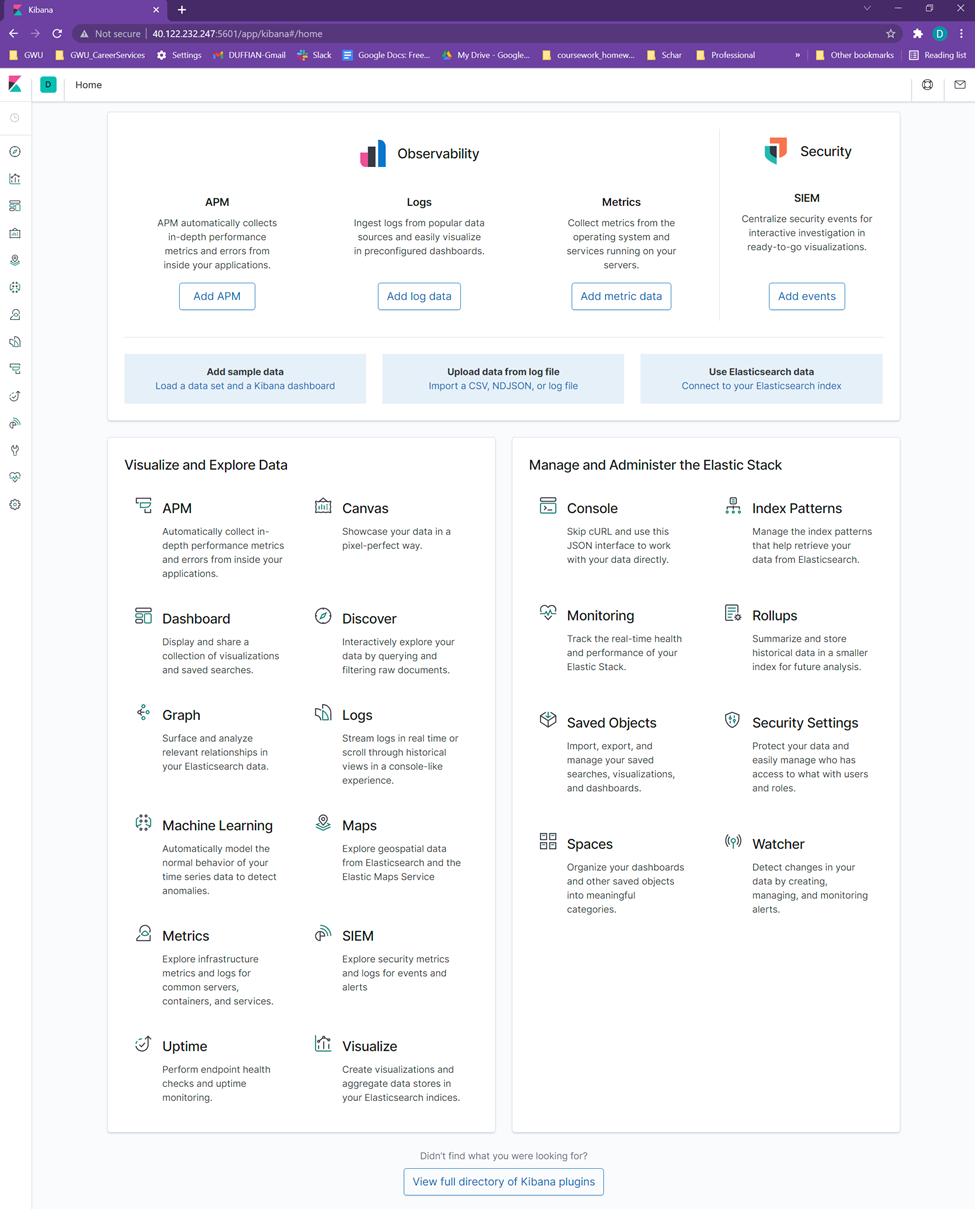 Kibana
Not secure | 40.122.232.247:5601/app/kibana#/home
D
GWU
GWU_CareerServices
Settings
DUFFIAN-Gmail
Slack
Google Docs: Free...
My Drive - Google...
coursework_homew...
Schar
Professional
»
Other bookmarks
Reading list
D
Home
Observability
Security
APM
APM automatically collects
in-depth performance
metrics and errors from
inside your applications.
Add APM
Logs
Ingest logs from popular data
sources and easily visualize
in preconfigured dashboards.
Add log data
Metrics
Collect metrics from the
operating system and
services running on your
servers.
Add metric data
SIEM
Centralize security events for
interactive investigation in
ready-to-go visualizations.
Add events
Add sample data
Load a data set and a Kibana dashboard
Upload data from log file
Import a CSV, NDJSON, or log file
Use Elasticsearch data
Connect to your Elasticsearch index
Visualize and Explore Data
APM
Automatically collect in-
depth performance metrics
and errors from inside your
applications.
Canvas
Showcase your data in a
pixel-perfect way.
Dashboard
Display and share a
collection of visualizations
and saved searches.
Discover
Interactively explore your
data by querying and
filtering raw documents.
Graph
Surface and analyze
relevant relationships in
your Elasticsearch data.
Logs
Stream logs in real time or
scroll through historical
views in a console-like
experience.
Machine Learning
Automatically model the
normal behavior of your
time series data to detect
anomalies.
Maps
Explore geospatial data
from Elasticsearch and the
Elastic Maps Service
Metrics
Explore infrastructure
metrics and logs for
common servers,
containers, and services.
SIEM
Explore security metrics
and logs for events and
alerts
Uptime
Perform endpoint health
checks and uptime
monitoring.
Visualize
Create visualizations and
aggregate data stores in
your Elasticsearch indices.
Manage and Administer the Elastic Stack
Console
Skip cURL and use this
JSON interface to work
with your data directly.
Index Patterns
Manage the index patterns
that help retrieve your
data from Elasticsearch.
Monitoring
Track the real-time health
and performance of your
Elastic Stack.
Rollups
Summarize and store
historical data in a smaller
index for future analysis.
Saved Objects
Import, export, and
manage your saved
searches, visualizations,
and dashboards.
Security Settings
Protect your data and
easily manage who has
access to what with users
and roles.
Spaces
Organize your dashboards
and other saved objects
into meaningful
categories.
Watcher
Detect changes in your
data by creating,
managing, and monitoring
alerts.
Didn't find what you were looking for?
View full directory of Kibana plugins